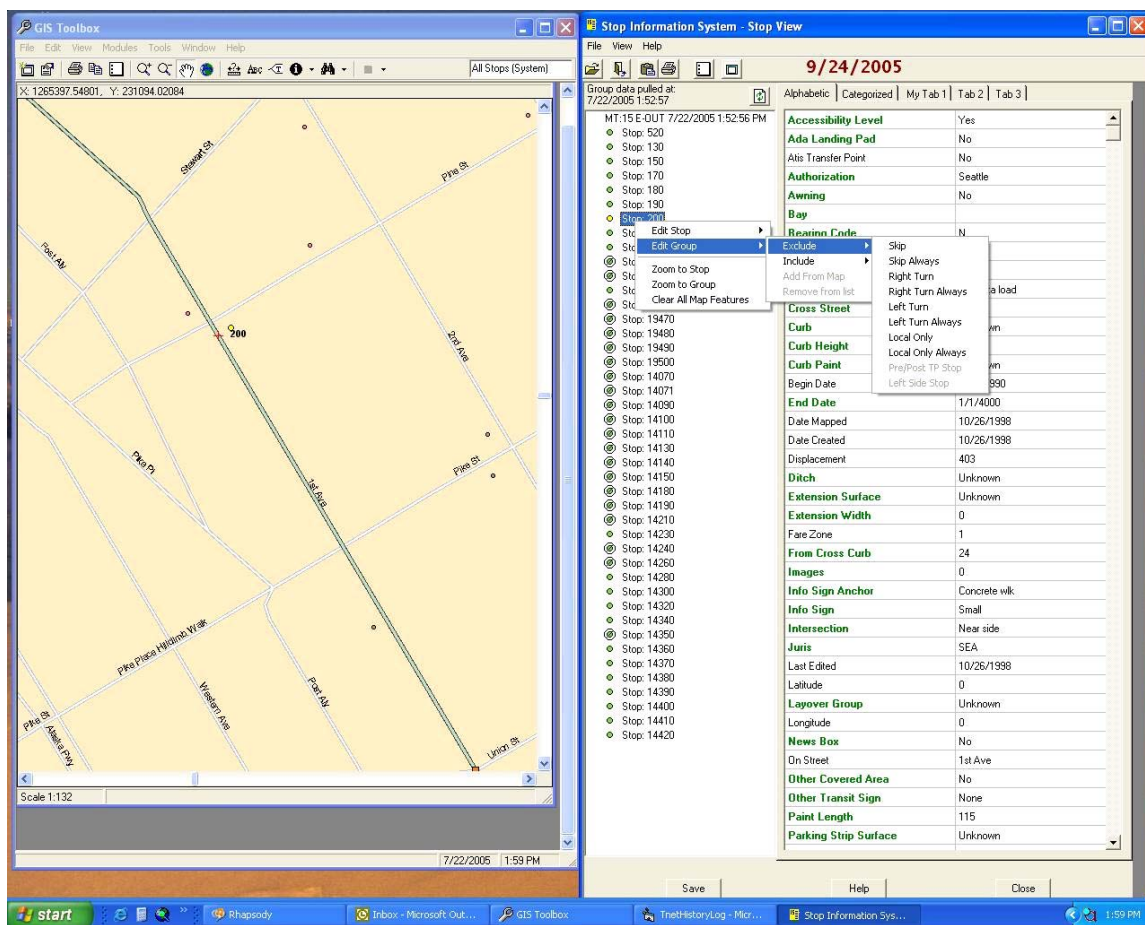 GIS Toolbox
File Edit View Modules Tools Window Help
ABC
All Stops (System)
X: 1265397.54801, Y: 231094.02084
Stewart St
Pine St
Post Aly
200
2nd Ave
Pike Pl
Pike St
1st Ave
Pike Place Hillclimb Walk
Western Ave
Post Aly
Pike St
Alaska Pwy
Union St
Scale 1:132
7/22/2005 1:59 PM
Stop Information System - Stop View
File View Help
9/24/2005
Group data pulled at:
7/22/2005 1:52:57
MT:15 E-OUT 7/22/2005 1:52:56 PM
Stop: 520
Stop: 130
Stop: 150
Stop: 170
Stop: 180
Stop: 190
Stop: 200
Stop: 19470
Stop: 19480
Stop: 19490
Stop: 19500
Stop: 14070
Stop: 14071
Stop: 14090
Stop: 14100
Stop: 14110
Stop: 14130
Stop: 14140
Stop: 14150
Stop: 14180
Stop: 14190
Stop: 14210
Stop: 14230
Stop: 14240
Stop: 14260
Stop: 14280
Stop: 14300
Stop: 14320
Stop: 14340
Stop: 14350
Stop: 14360
Stop: 14370
Stop: 14380
Stop: 14390
Stop: 14400
Stop: 14410
Stop: 14420
Edit Stop
Edit Group
Zoom to Stop
Zoom to Group
Clear All Map Features
Exclude
Include
Add From Map
Remove from list
Skip
Skip Always
Right Turn
Right Turn Always
Left Turn
Left Turn Always
Local Only
Local Only Always
Pre/Post TP Stop
Left Side Stop
Alphabetic Categorized My Tab 1 Tab 2 Tab 3
Accessibility Level Yes
Ada Landing Pad No
Atis Transfer Point No
Authorization Seattle
Awning No
Bay
Bearing Code N
load
Cross Street
Curb
Curb Height
Curb Paint
Begin Date
End Date 1/1/4000
Date Mapped 10/26/1998
Date Created 10/26/1998
Displacement 403
Ditch Unknown
Extension Surface Unknown
Extension Width 0
Fare Zone 1
From Cross Curb 24
Images 0
Info Sign Anchor Concrete wlk
Info Sign Small
Intersection Near side
Juris SEA
Last Edited 10/26/1998
Latitude 0
Layover Group Unknown
Longitude 0
News Box No
On Street 1st Ave
Other Covered Area No
Other Transit Sign None
Paint Length 115
Parking Strip Surface Unknown
Save Help Close
start Rhapsody Inbox - Microsoft Out... GIS Toolbox TnetHistoryLog - Micr... Stop Information Sys... 1:59 PM